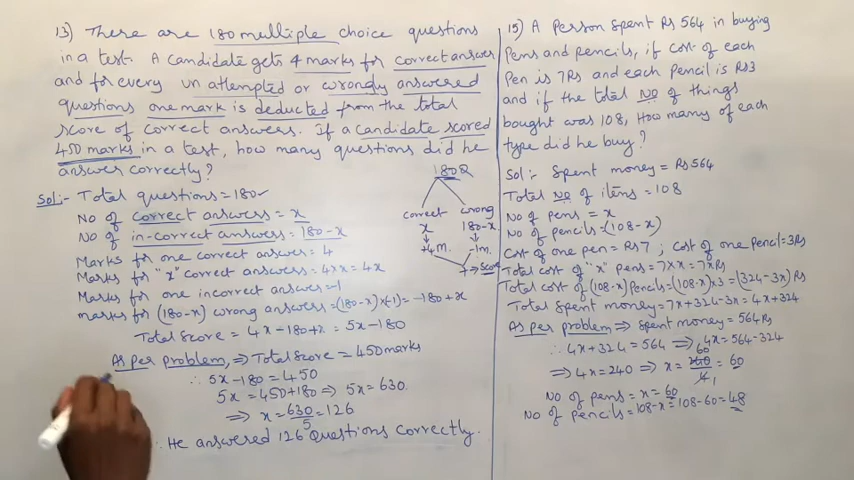 13) There are 180 multiple choice questions
in a test. A candidate gets 4 marks for correct answer
and for every un attempted or wrongly answered
questions one mark is deducted from the total
score of correct answers. If a candidate scored
450 marks in a test, how many questions did he
answer correctly?
Sol:- Total questions = 180
No of correct answers = x
No of in-correct answers = 180-x
Marks for one correct answer = 4
Marks for "x" correct answers = 4×x = 4x
Marks for one incorrect answer = -1
marks for (180-x) wrong answers = (180-x)×(-1) = -180+x
Total Score = 4x-180+x = 5x-180
As per problem, ⇒ Total Score = 450 marks
∴ 5x-180 = 450
5x = 450+180 ⇒ 5x = 630
⇒ x = 630/5 = 126
∴ He answered 126 Questions Correctly.
180Q
correct wrong
x 180-x
+4m. -1m.
+→ Score
15) A Person spent Rs 564 in buying
Pens and pencils, if cost of each
Pen is 7Rs and each Pencil is Rs3
and if the total No of things
bought was 108, How many of each
type did he buy?
Sol:- Spent money = Rs 564
Total No of items = 108
No of pens = x
No of pencils = (108-x)
Cost of one pen = Rs 7 ; Cost of one Pencil = 3Rs
Total cost of "x" pens = 7×x = 7x Rs
Total cost of (108-x) Pencils = (108-x)×3 = (324-3x) Rs
Total Spent money = 7x+324-3x = 4x+324
As per problem ⇒ Spent money = 564 Rs
∴ 4x+324 = 564 ⇒ 4x = 564-324
60
⇒ 4x = 240 ⇒ x = 240/4 = 60
1
No of pens = x = 60
No of pencils = 108-x = 108-60 = 48